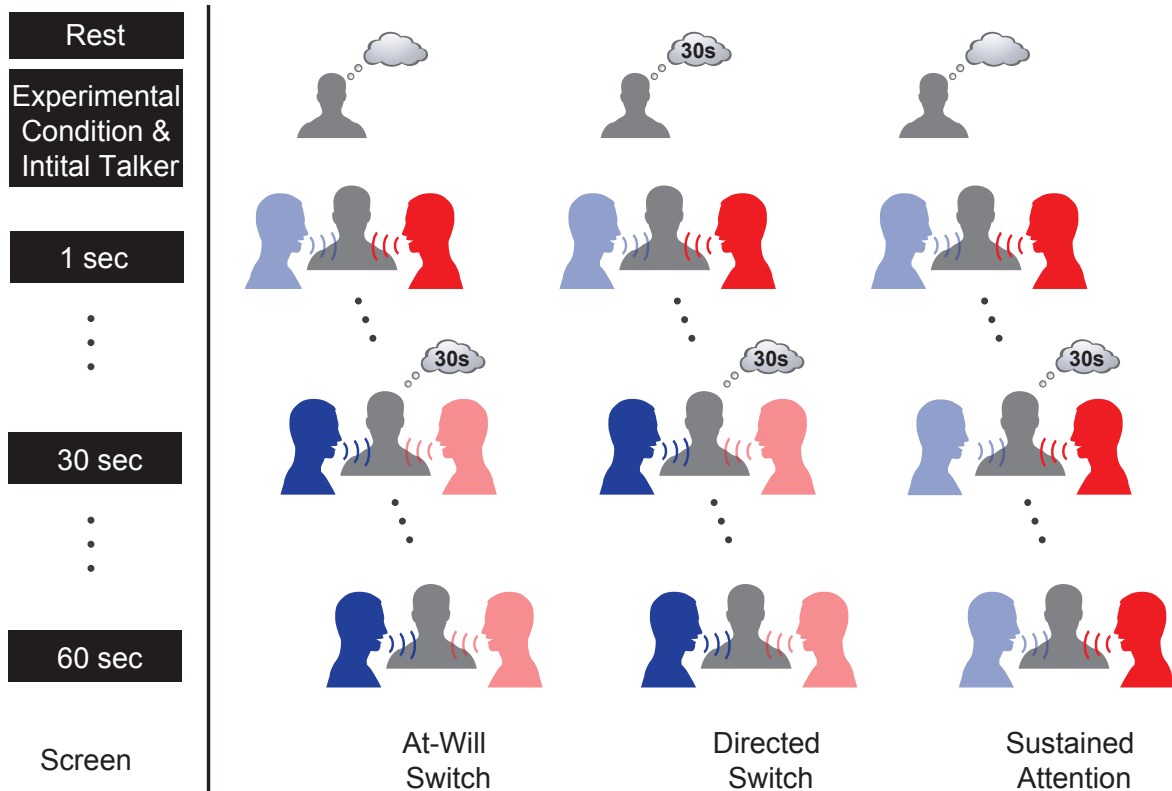 Rest
Experimental
Condition &
Intital Talker
30s
1 sec
30s
30s
30s
30 sec
60 sec
Screen
At-Will
Switch
Directed
Switch
Sustained
Attention